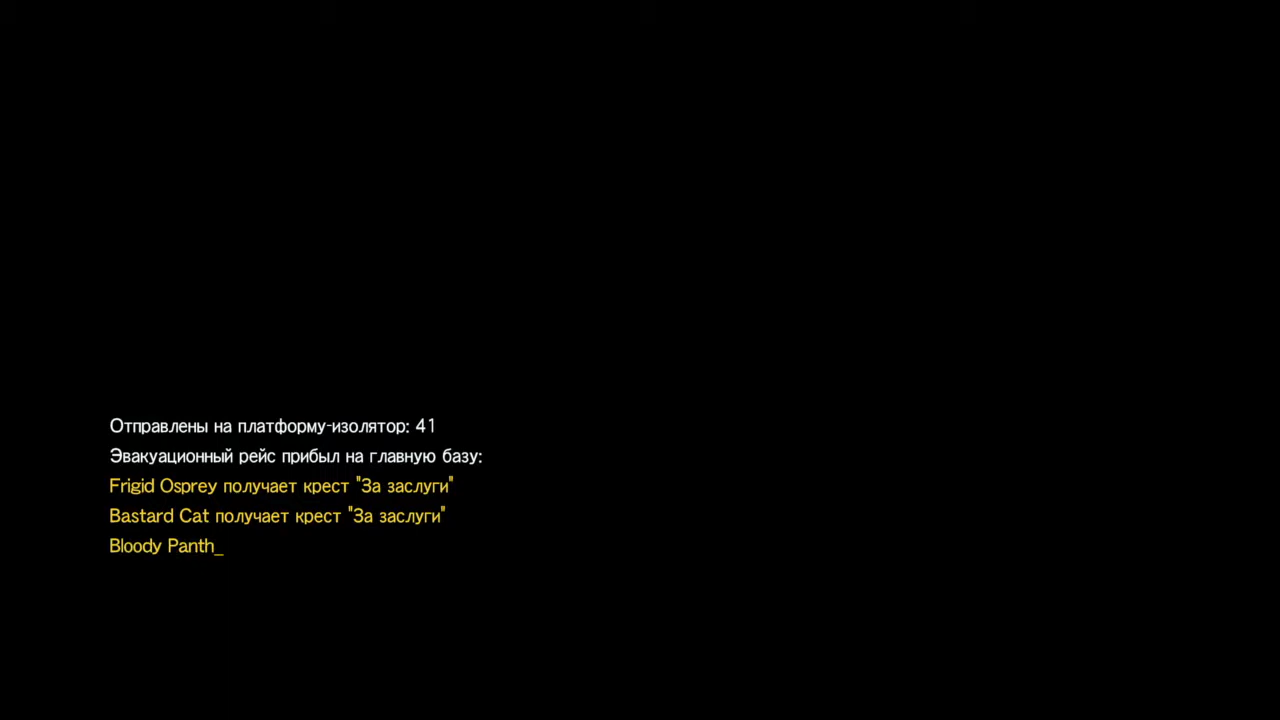 Отправлены на платформу-изолятор: 41
Эвакуационный рейс прибыл на главную базу:
Frigid Osprey получает крест "За заслуги"
Bastard Cat получает крест "За заслуги"
Bloody Panth_